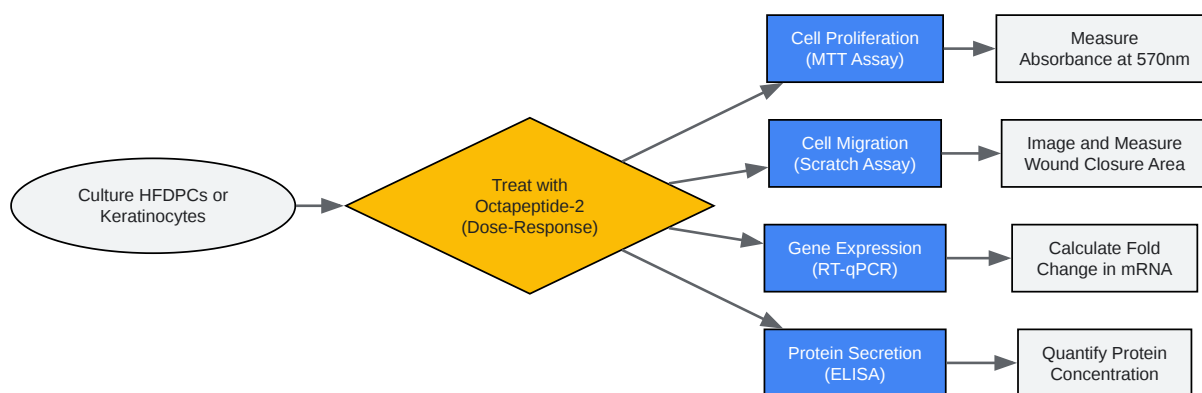 Culture HFDPCs or
Keratinocytes
Treat with
Octapeptide-2
(Dose-Response)
Cell Proliferation
(MTT Assay)
Measure
Absorbance at 570nm
Cell Migration
(Scratch Assay)
Image and Measure
Wound Closure Area
Gene Expression
(RT-qPCR)
Calculate Fold
Change in mRNA
Protein Secretion
(ELISA)
Quantify Protein
Concentration